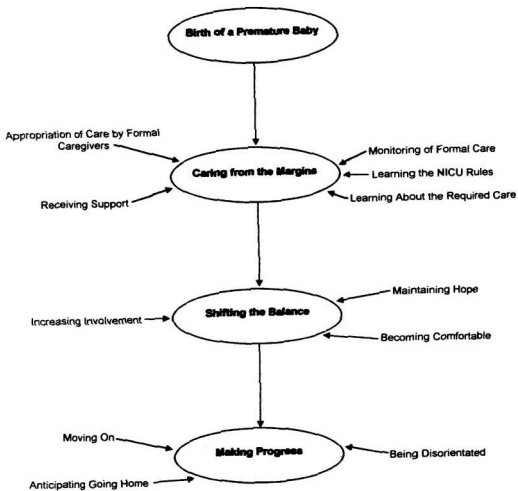 Birth of a Premature Baby
Appropriation of Care by Formal
Caregivers
Monitoring of Formal Care
Caring from the Margins
Learning the NICU Rules
Receiving Support
Learning About the Required Care
Maintaining Hope
Increasing Involvement
Shifting the Balance
Becoming Comfortable
Moving On
Making Progress
Being Disorientated
Anticipating Going Home